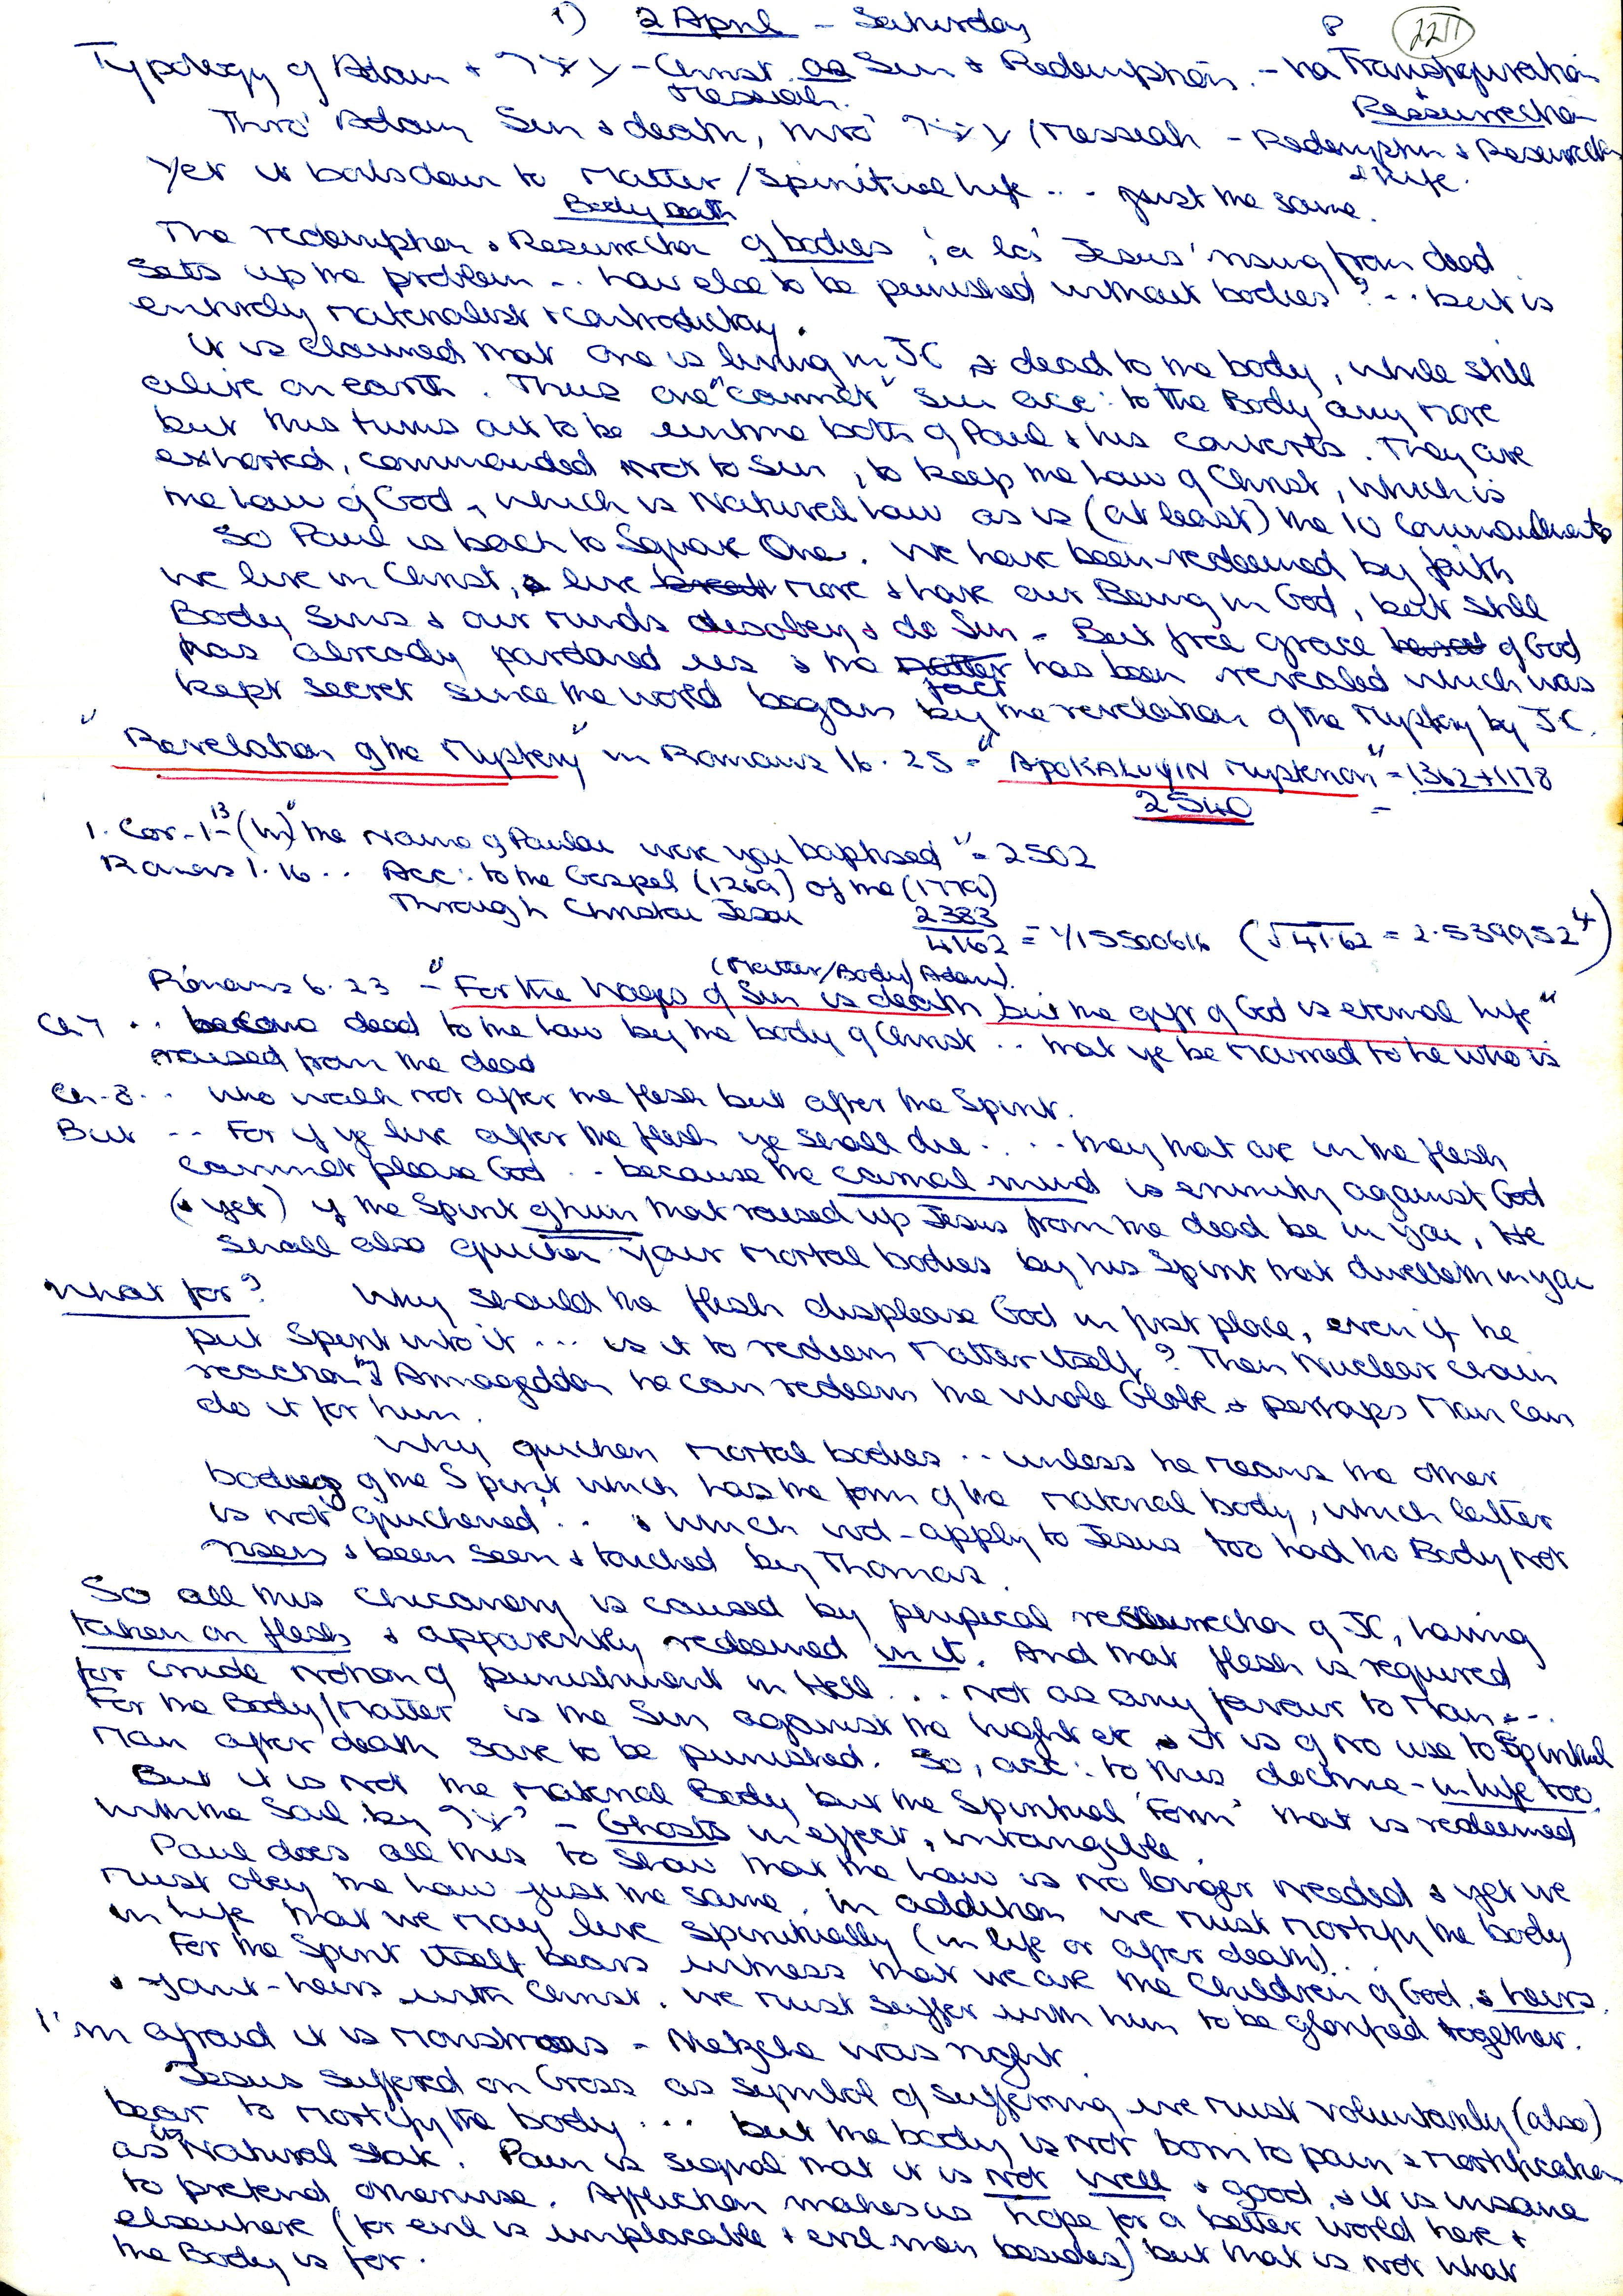 1) 2 April - Saturday P 2211
Typology of Adam + - Christ as Sin & Redemption. - via Transfiguration
Messiah. + Ressurrection
Thro' Adam Sin & death, thro' / Messiah - Redemption & Resurrection
Yet it boils down to Matter / Spiritual life ... just the same. & life.
Body Death
The redemption & Resurrection of bodies, 'a la' Jesus' rising from dead
sets up the problem .. how else to be punished without bodies? .. but is
entirely materialist & contradictory.
It is claimed that one is living in JC & dead to the body, while still
alive on earth. Thus one "cannot" sin acc: to the Body any more
but this turns out to be untrue both of Paul & his converts. They are
exhorted, commanded not to Sin, to keep the Law of Christ, which is
the Law of God, which is Natural Law as is (at least) the 10 Commandments
So Paul is back to Square One. We have been redeemed by faith
We live in Christ, & live move & have our Being in God, but still
Body Sins & our minds disobey & do Sin - But free grace of God
has already pardoned us & the matter has been revealed which was
fact
kept secret since the world began by the revelation of the Mystery by JC.
"Revelation of the Mystery" in Romans 16.25 = "ApoKALUYIN Mysterion" = 1362 + 1178
2540 =
1. Cor-1-13 (In) the Name of Paulou were you baptised" = 2502
Romans 1.16 .. Acc: to the Gospel (1269) of me (1779)
Through Christou Jesou 2383
4162 = 1/15500616 (√41.62 = 2.539952⁴)
(Matter/Body/Adam).
Romans 6.23 - "For the Wages of Sin is death but the gift of God is eternal life"
Ch 7 .. become dead to the law by the body of Christ .. that ye be married to he who is
raised from the dead
Ch-8 .. who walk not after the flesh but after the Spirit.
But .. For if ye live after the flesh ye shall die ... they that are in the flesh
cannot please God .. because the carnal mind is enmity against God
(& yet) if the Spirit of him that raised up Jesus from the dead be in you, He
shall also quicken your mortal bodies by his Spirit that dwelleth in you
What for? Why should the flesh displease God in first place, even if he
put Spirit into it ... is it to redeem Matter itself? Then Nuclear chain
reaction & Armageddon he can redeem the whole Globe & perhaps Man can
do it for him.
Why quicken mortal bodies .. unless he means the other
body of the Spirit which has the form of the material body, which latter
is not "quickened" .. & which wd - apply to Jesus too had the Body not
risen & been seen & touched by Thomas.
So all this chicanery is caused by physical resurrection of JC, having
taken on flesh & apparently redeemed in it. And that flesh is required
for crude notion of punishment in Hell ... not as any favour to Man ...
For the Body/Matter is the Sin against the light etc & it is of no use to Spiritual
Man after death save to be punished. So, acc: to this doctrine - in life too.
But it is not the material Body but the Spiritual 'Form' that is redeemed
with the Soul by - Ghosts in effect, intangible.
Paul does all this to show that the Law is no longer needed & yet we
must obey the Law just the same, in addition we must mortify the body
in life that we may live spiritually (in life or after death).
For the Spirit itself bears witness that we are the Children of God, & heirs
& joint-heirs with Christ. We must suffer with him to be glorified together.
I'm afraid it is monstrous - Nietzche was right.
Jesus suffered on Cross as symbol of suffering we must voluntarily (also)
bear to mortify the body ... but the body is not born to pain & mortification
as its Natural State. Pain is signal that it is not well & good, & it is insane
to pretend otherwise. Affliction makes us hope for a better world here &
elsewhere (for evil is implacable & evil men besides) but that is not what
the Body is for.